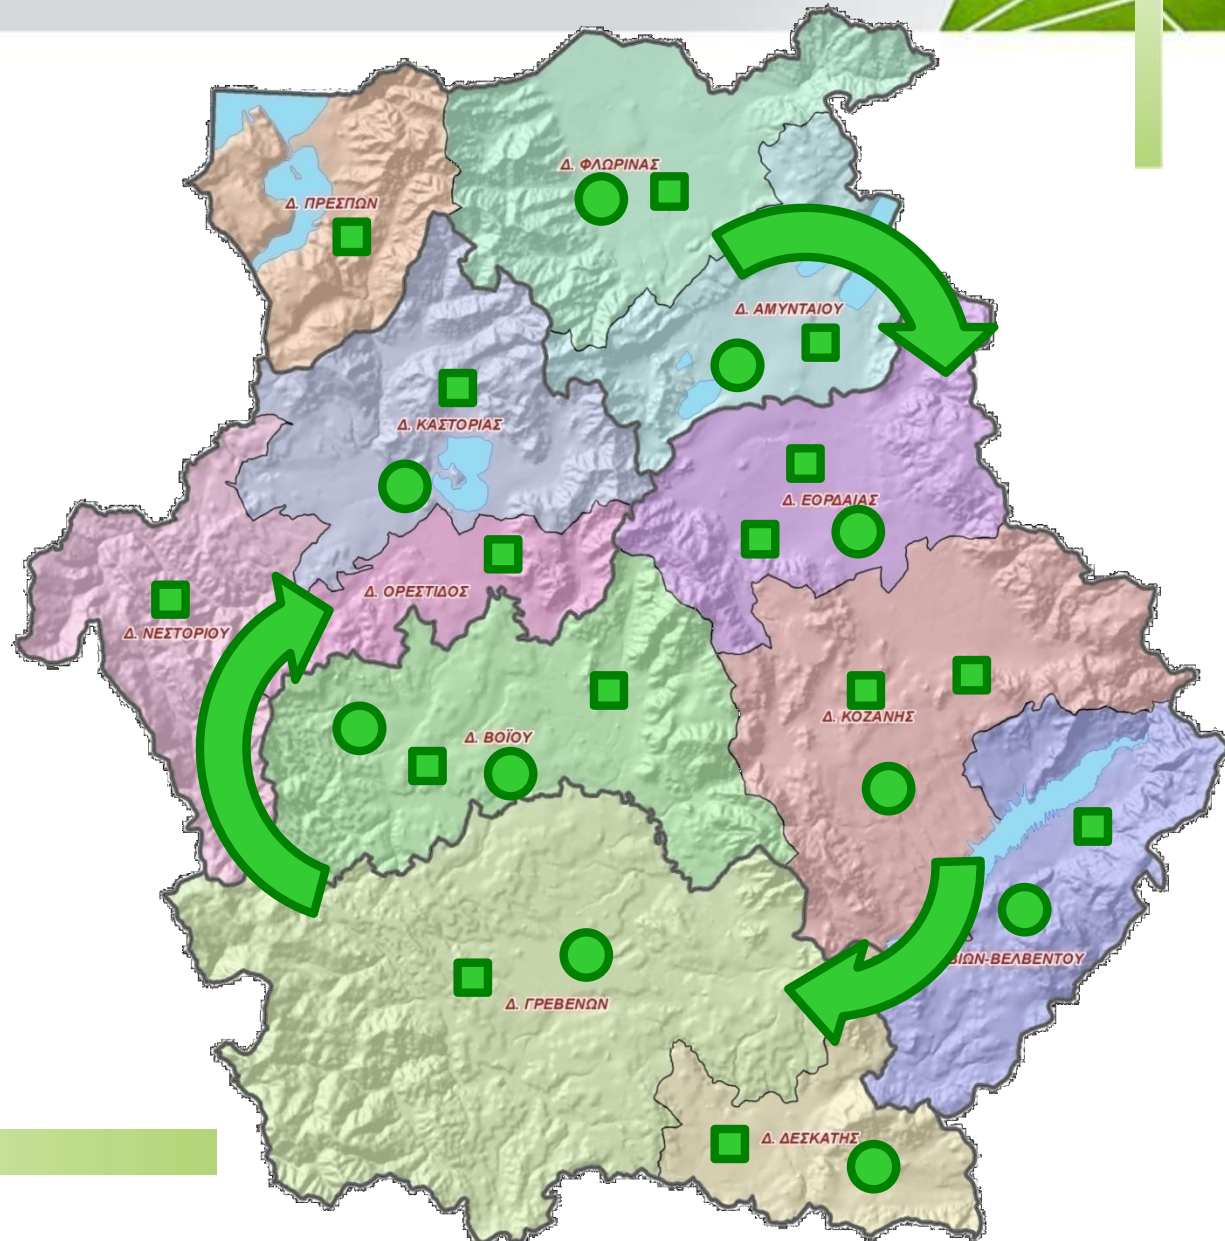 Δ. ΦΛΩΡΙΝΑΣ
Δ. ΠΡΕΣΠΩΝ
Δ. ΑΜΥΝΤΑΙΟΥ
Δ. ΚΑΣΤΟΡΙΑΣ
Δ. ΕΟΡΔΑΙΑΣ
Δ. ΟΡΕΣΤΙΔΟΣ
Δ. ΝΕΣΤΟΡΙΟΥ
Δ. ΚΟΖΑΝΗΣ
Δ. ΒΟΪΟΥ
ΒΙΩΝ-ΒΕΛΒΕΝΤΟΥ
Δ. ΓΡΕΒΕΝΩΝ
Δ. ΔΕΣΚΑΤΗΣ